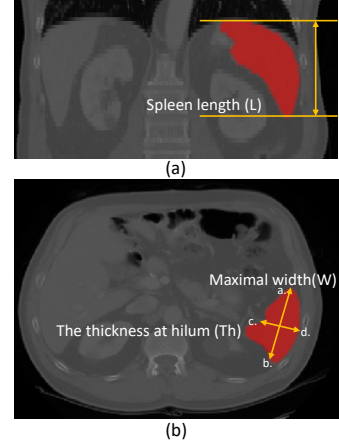 Spleen length (L)
(a)
Maximal width(W)
a.
The thickness at hilum (Th)
c.
d.
b.
(b)